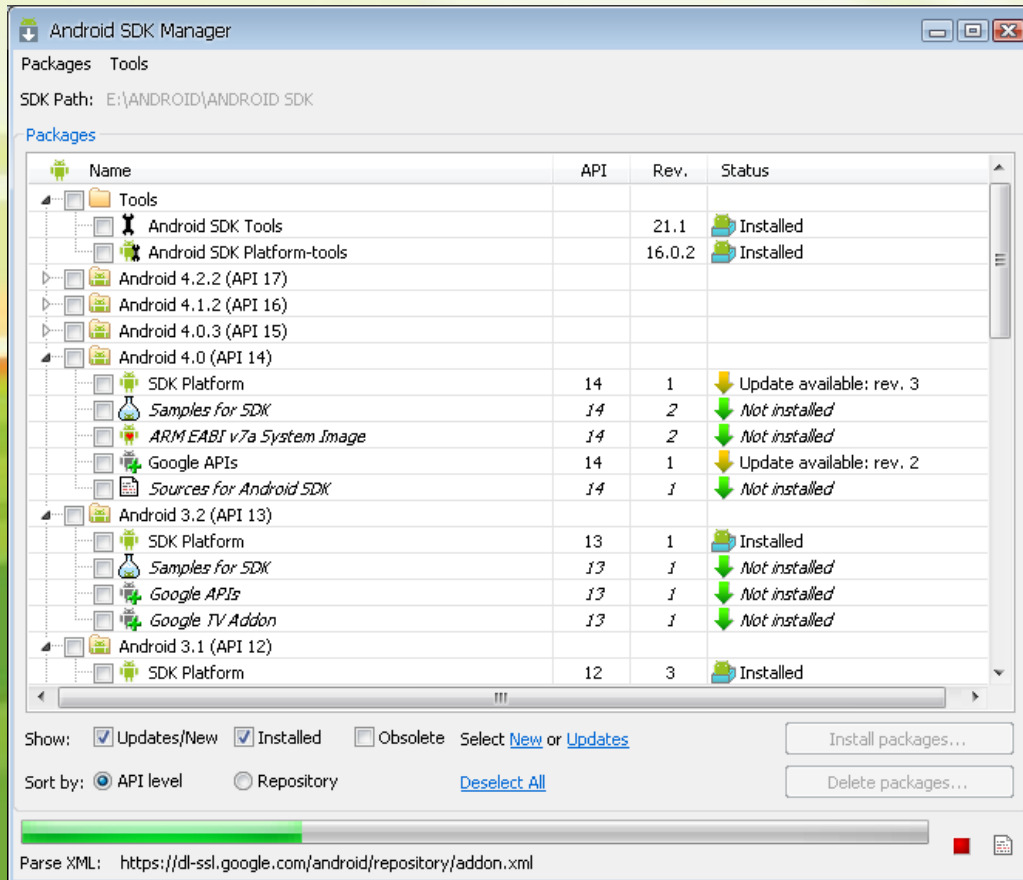 Android SDK Manager
Packages Tools
SDK Path: E:\ANDROID\ANDROID SDK
Packages
Name API Rev. Status
Tools
Android SDK Tools 21.1 Installed
Android SDK Platform-tools 16.0.2 Installed
Android 4.2.2 (API 17)
Android 4.1.2 (API 16)
Android 4.0.3 (API 15)
Android 4.0 (API 14)
SDK Platform 14 1 Update available: rev. 3
Samples for SDK 14 2 Not installed
ARM EABI v7a System Image 14 2 Not installed
Google APIs 14 1 Update available: rev. 2
Sources for Android SDK 14 1 Not installed
Android 3.2 (API 13)
SDK Platform 13 1 Installed
Samples for SDK 13 1 Not installed
Google APIs 13 1 Not installed
Google TV Addon 13 1 Not installed
Android 3.1 (API 12)
SDK Platform 12 3 Installed
Show: Updates/New Installed Obsolete Select New or Updates Install packages...
Sort by: API level Repository Deselect All Delete packages...
Parse XML: https://dl-ssl.google.com/android/repository/addon.xml